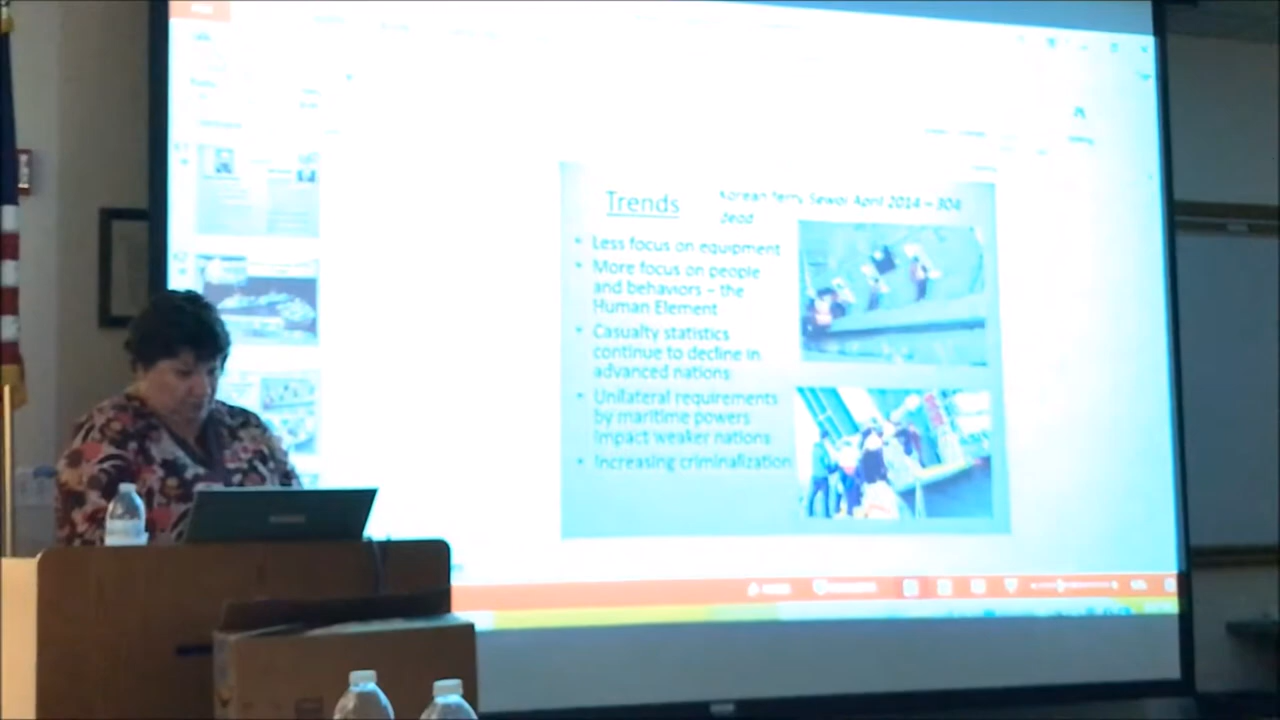 Trends
Korean ferry Sewol April 2014 – 304
dead
• Less focus on equipment
• More focus on people
and behaviors – the
Human Element
• Casualty statistics
continue to decline in
advanced nations
• Unilateral requirements
by maritime powers
impact weaker nations
• Increasing criminalization